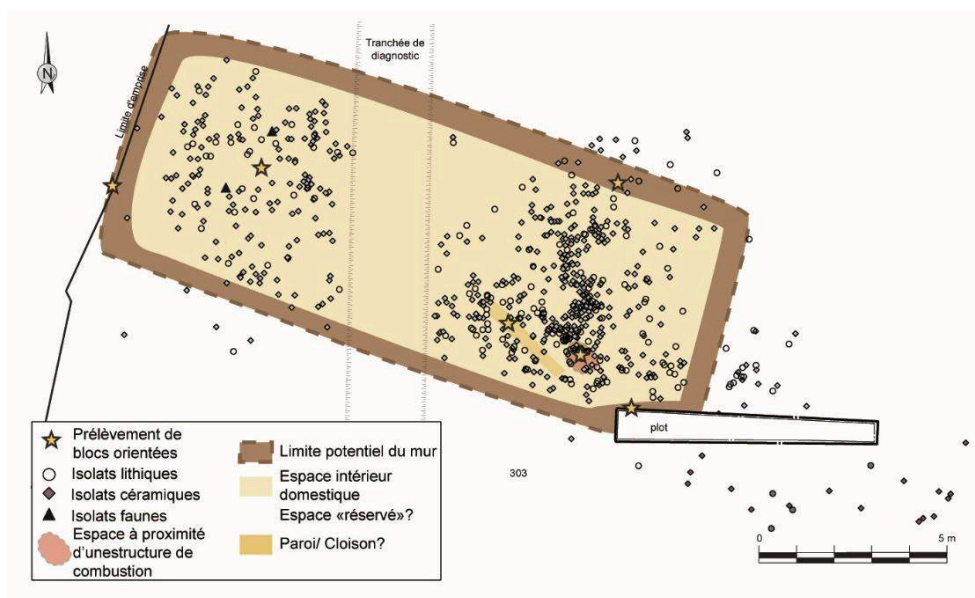 Tranchée de
diagnostic
N
Limite d'emprise
plot
303
Prélèvement de
blocs orientées
Isolats lithiques
Isolats céramiques
Isolats faunes
Espace à proximité
d'unestructure de
combustion
Limite potentiel du mur
Espace intérieur
domestique
Espace «réservé»?
Paroi/ Cloison?
0 5 m